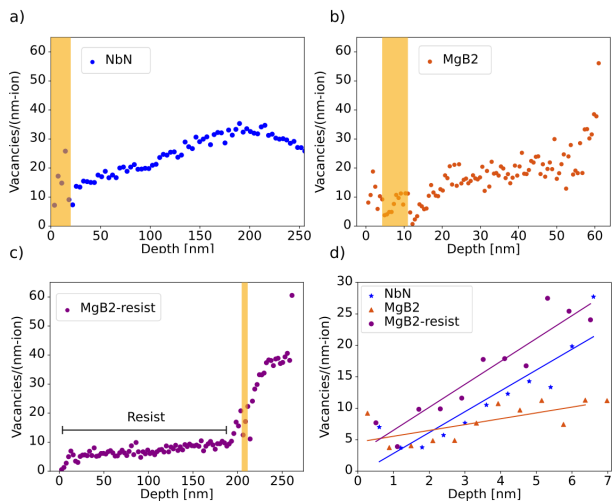 a)
b)
Vacancies/(nm-ion)
60
50
40
30
20
10
0
NbN
0
50
100
150
200
250
Depth [nm]
Vacancies/(nm-ion)
60
50
40
30
20
10
0
MgB2
0
10
20
30
40
50
60
Depth [nm]
c)
d)
Vacancies/(nm-ion)
60
50
40
30
20
10
0
MgB2-resist
Resist
0
50
100
150
200
250
Depth [nm]
Vacancies/(nm-ion)
30
25
20
15
10
5
0
NbN
MgB2
MgB2-resist
0
1
2
3
4
5
6
7
Depth [nm]